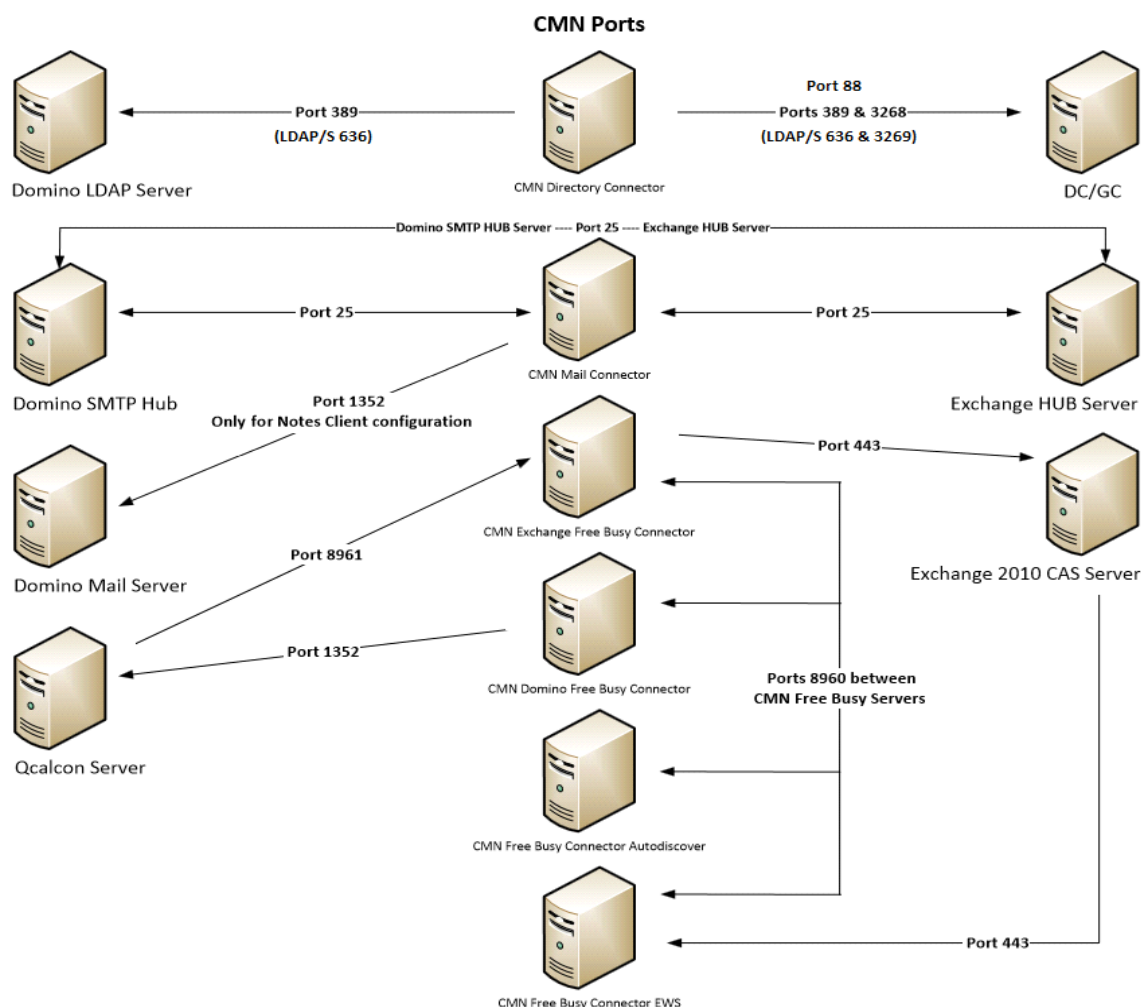 CMN Ports
Port 389
(LDAP/S 636)
Port 88
Ports 389 & 3268
(LDAP/S 636 & 3269)
Domino LDAP Server
CMN Directory Connector
DC/GC
Domino SMTP HUB Server ---- Port 25 ---- Exchange HUB Server
Port 25
Port 25
Domino SMTP Hub
CMN Mail Connector
Exchange HUB Server
Port 1352
Only for Notes Client configuration
Port 443
Domino Mail Server
CMN Exchange Free Busy Connector
Exchange 2010 CAS Server
Port 8961
Port 1352
Qcalcon Server
CMN Domino Free Busy Connector
Ports 8960 between
CMN Free Busy Servers
CMN Free Busy Connector Autodiscover
Port 443
CMN Free Busy Connector EWS